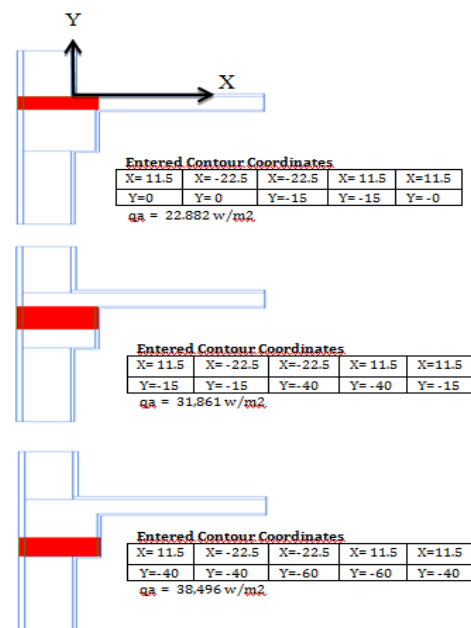 Y
X
Entered Contour Coordinates
X= 11.5 X= -22.5 X=-22.5 X= 11.5 X=11.5
Y=0 Y= 0 Y=-15 Y= -15 Y= -0
qa = 22.882 w/m2
Entered Contour Coordinates
X= 11.5 X= -22.5 X=-22.5 X= 11.5 X=11.5
Y=-15 Y= -15 Y=-40 Y= -40 Y= -15
qa = 31,861 w/m2
Entered Contour Coordinates
X= 11.5 X= -22.5 X=-22.5 X= 11.5 X=11.5
Y=-40 Y= -40 Y=-60 Y= -60 Y= -40
qa = 38,496 w/m2